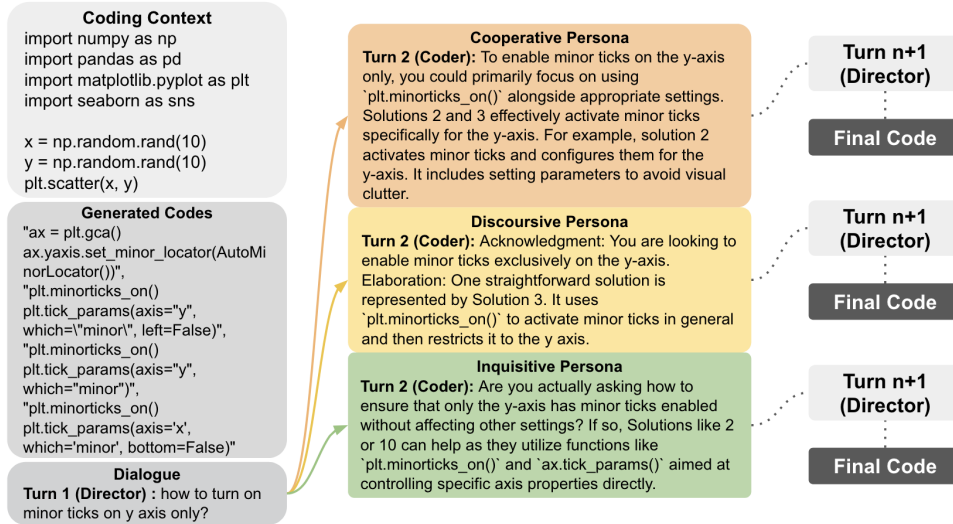 Coding Context
import numpy as np
import pandas as pd
import matplotlib.pyplot as plt
import seaborn as sns
x = np.random.rand(10)
y = np.random.rand(10)
plt.scatter(x, y)
Generated Codes
"ax = plt.gca()
ax.yaxis.set_minor_locator(AutoMi
norLocator())",
"plt.minorticks_on()
plt.tick_params(axis="y",
which=\"minor\", left=False)",
"plt.minorticks_on()
plt.tick_params(axis="y",
which="minor")",
"plt.minorticks_on()
plt.tick_params(axis='x',
which='minor', bottom=False)"
Dialogue
Turn 1 (Director) : how to turn on
minor ticks on y axis only?
Cooperative Persona
Turn 2 (Coder): To enable minor ticks on the y-axis
only, you could primarily focus on using
`plt.minorticks_on()` alongside appropriate settings.
Solutions 2 and 3 effectively activate minor ticks
specifically for the y-axis. For example, solution 2
activates minor ticks and configures them for the
y-axis. It includes setting parameters to avoid visual
clutter.
Discoursive Persona
Turn 2 (Coder): Acknowledgment: You are looking to
enable minor ticks exclusively on the y-axis.
Elaboration: One straightforward solution is
represented by Solution 3. It uses
`plt.minorticks_on()` to activate minor ticks in general
and then restricts it to the y axis.
Inquisitive Persona
Turn 2 (Coder): Are you actually asking how to
ensure that only the y-axis has minor ticks enabled
without affecting other settings? If so, Solutions like 2
or 10 can help as they utilize functions like
`plt.minorticks_on()` and `ax.tick_params()` aimed at
controlling specific axis properties directly.
Turn n+1
(Director)
Final Code
Turn n+1
(Director)
Final Code
Turn n+1
(Director)
Final Code